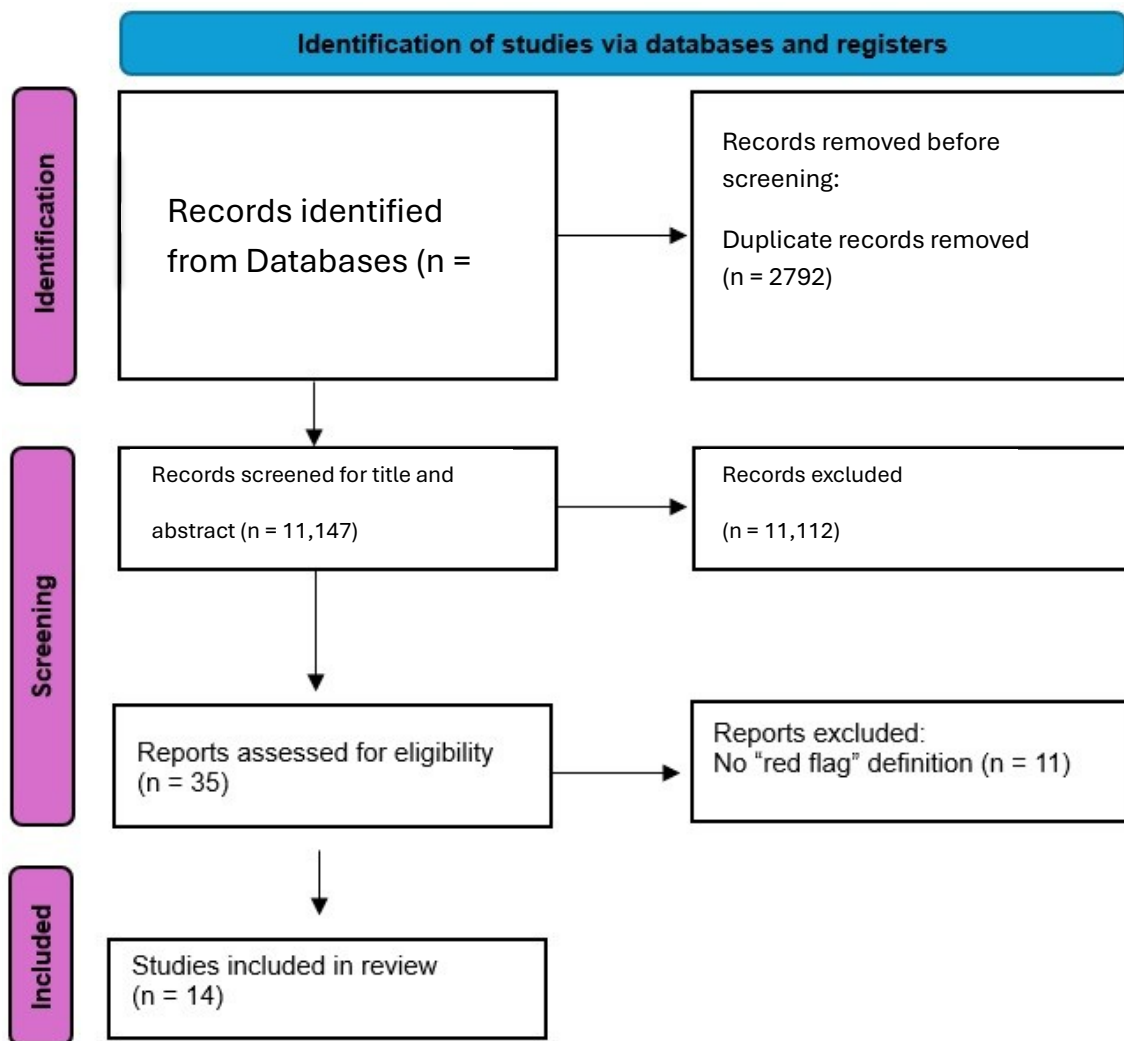 Identification of studies via databases and registers
Identification
Records identified
from Databases (n =
Records removed before
screening:
Duplicate records removed
(n = 2792)
Screening
Records screened for title and
abstract (n = 11,147)
Records excluded
(n = 11,112)
Reports assessed for eligibility
(n = 35)
Reports excluded:
No “red flag” definition (n = 11)
Included
Studies included in review
(n = 14)